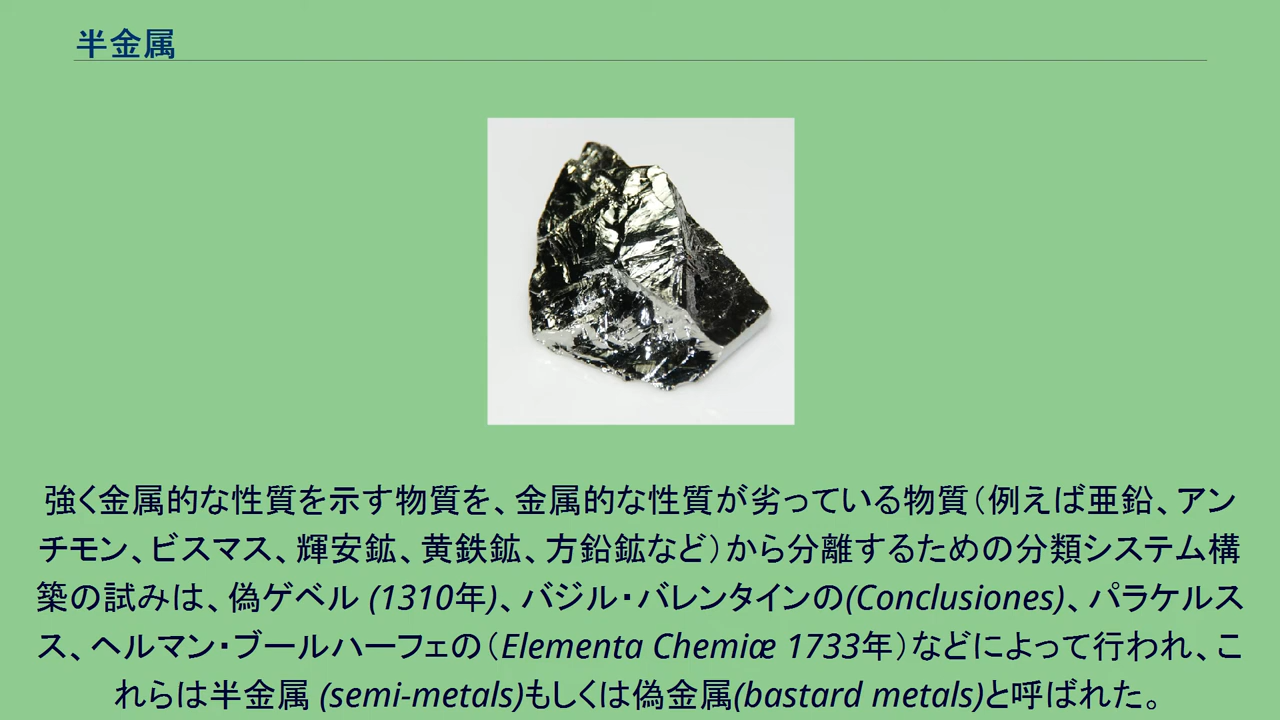 半金属
強く金属的な性質を示す物質を、金属的な性質が劣っている物質（例えば亜鉛、アン
チモン、ビスマス、輝安鉱、黄鉄鉱、方鉛鉱など）から分離するための分類システム構
築の試みは、偽ゲベル (1310年)、バジル・バレンタインの(Conclusiones)、パラケルス
ス、ヘルマン・ブールハーフェの（Elementa Chemiæ 1733年）などによって行われ、こ
れらは半金属 (semi-metals)もしくは偽金属(bastard metals)と呼ばれた。